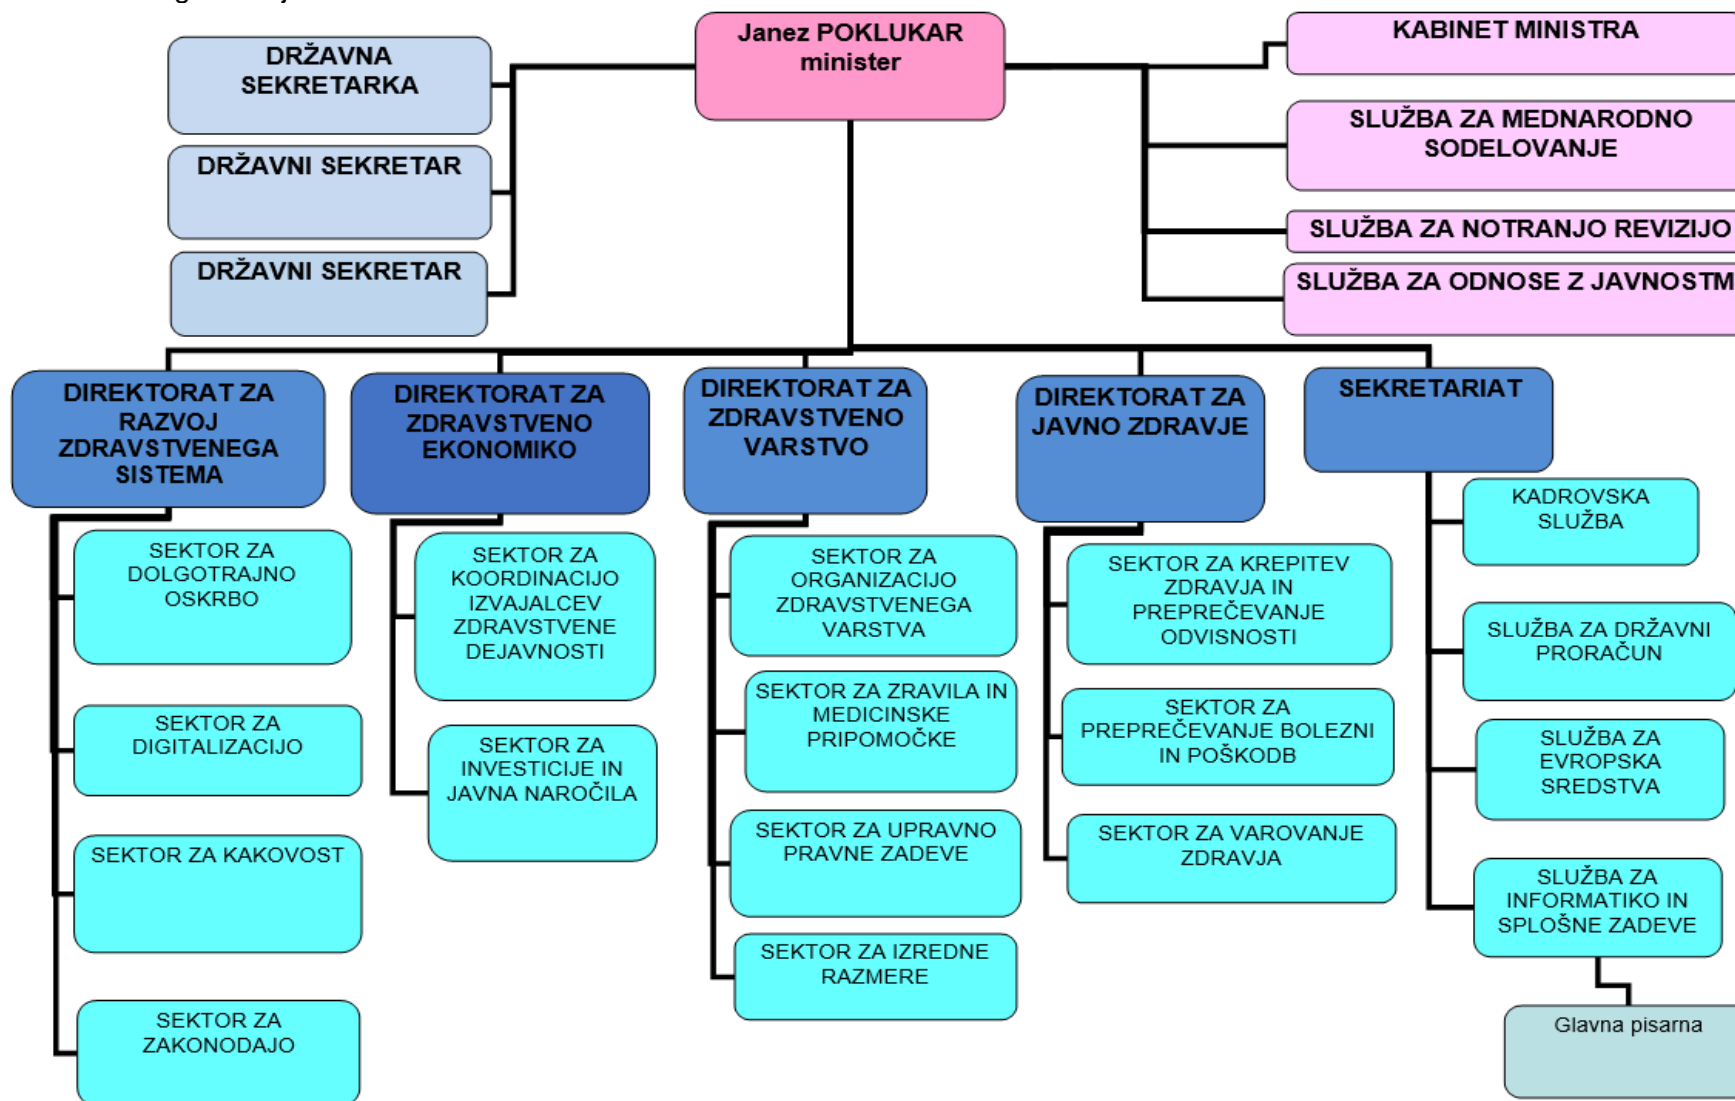 Janez POKLUKAR
minister
DRŽAVNA
SEKRETARKA
DRŽAVNI SEKRETAR
DRŽAVNI SEKRETAR
KABINET MINISTRA
SLUŽBA ZA MEDNARODNO
SODELOVANJE
SLUŽBA ZA NOTRANJO REVIZIJO
SLUŽBA ZA ODNOSE Z JAVNOSTM
DIREKTORAT ZA
RAZVOJ
ZDRAVSTVENEGA
SISTEMA
SEKTOR ZA
DOLGOTRAJNO
OSKRBO
SEKTOR ZA
DIGITALIZACIJO
SEKTOR ZA KAKOVOST
SEKTOR ZA
ZAKONODAJO
DIREKTORAT ZA
ZDRAVSTVENO
EKONOMIKO
SEKTOR ZA
KOORDINACIJO
IZVAJALCEV
ZDRAVSTVENE
DEJAVNOSTI
SEKTOR ZA
INVESTICIJE IN
JAVNA NAROČILA
DIREKTORAT ZA
ZDRAVSTVENO
VARSTVO
SEKTOR ZA
ORGANIZACIJO
ZDRAVSTVENEGA
VARSTVA
SEKTOR ZA ZRAVILA IN
MEDICINSKE
PRIPOMOČKE
SEKTOR ZA UPRAVNO
PRAVNE ZADEVE
SEKTOR ZA IZREDNE
RAZMERE
DIREKTORAT ZA
JAVNO ZDRAVJE
SEKTOR ZA KREPITEV
ZDRAVJA IN
PREPREČEVANJE
ODVISNOSTI
SEKTOR ZA
PREPREČEVANJE BOLEZNI
IN POŠKODB
SEKTOR ZA VAROVANJE
ZDRAVJA
SEKRETARIAT
KADROVSKA
SLUŽBA
SLUŽBA ZA DRŽAVNI
PRORAČUN
SLUŽBA ZA
EVROPSKA
SREDSTVA
SLUŽBA ZA
INFORMATIKO IN
SPLOŠNE ZADEVE
Glavna pisarna